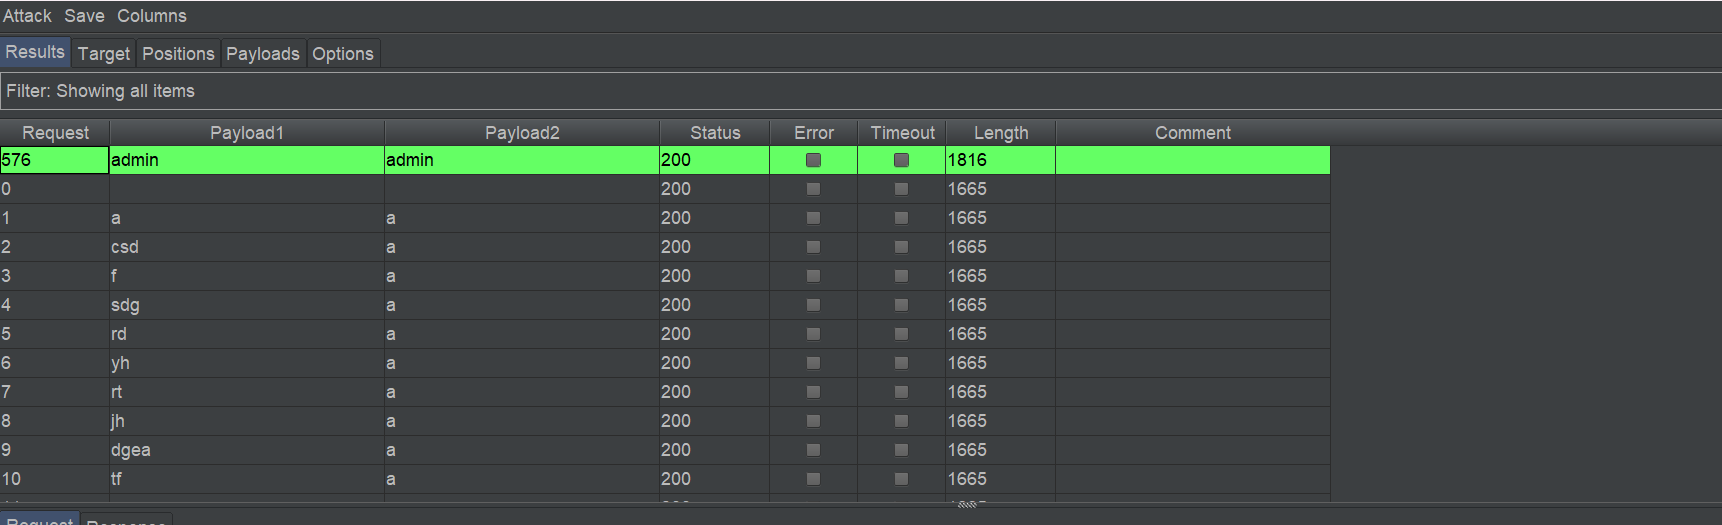 Attack Save Columns
Results Target Positions Payloads Options
Filter: Showing all items
Request Payload1 Payload2 Status Error Timeout Length Comment
576 admin admin 200 1816
0 200 1665
1 a a 200 1665
2 csd a 200 1665
3 f a 200 1665
4 sdg a 200 1665
5 rd a 200 1665
6 yh a 200 1665
7 rt a 200 1665
8 jh a 200 1665
9 dgea a 200 1665
10 tf a 200 1665
Request Response